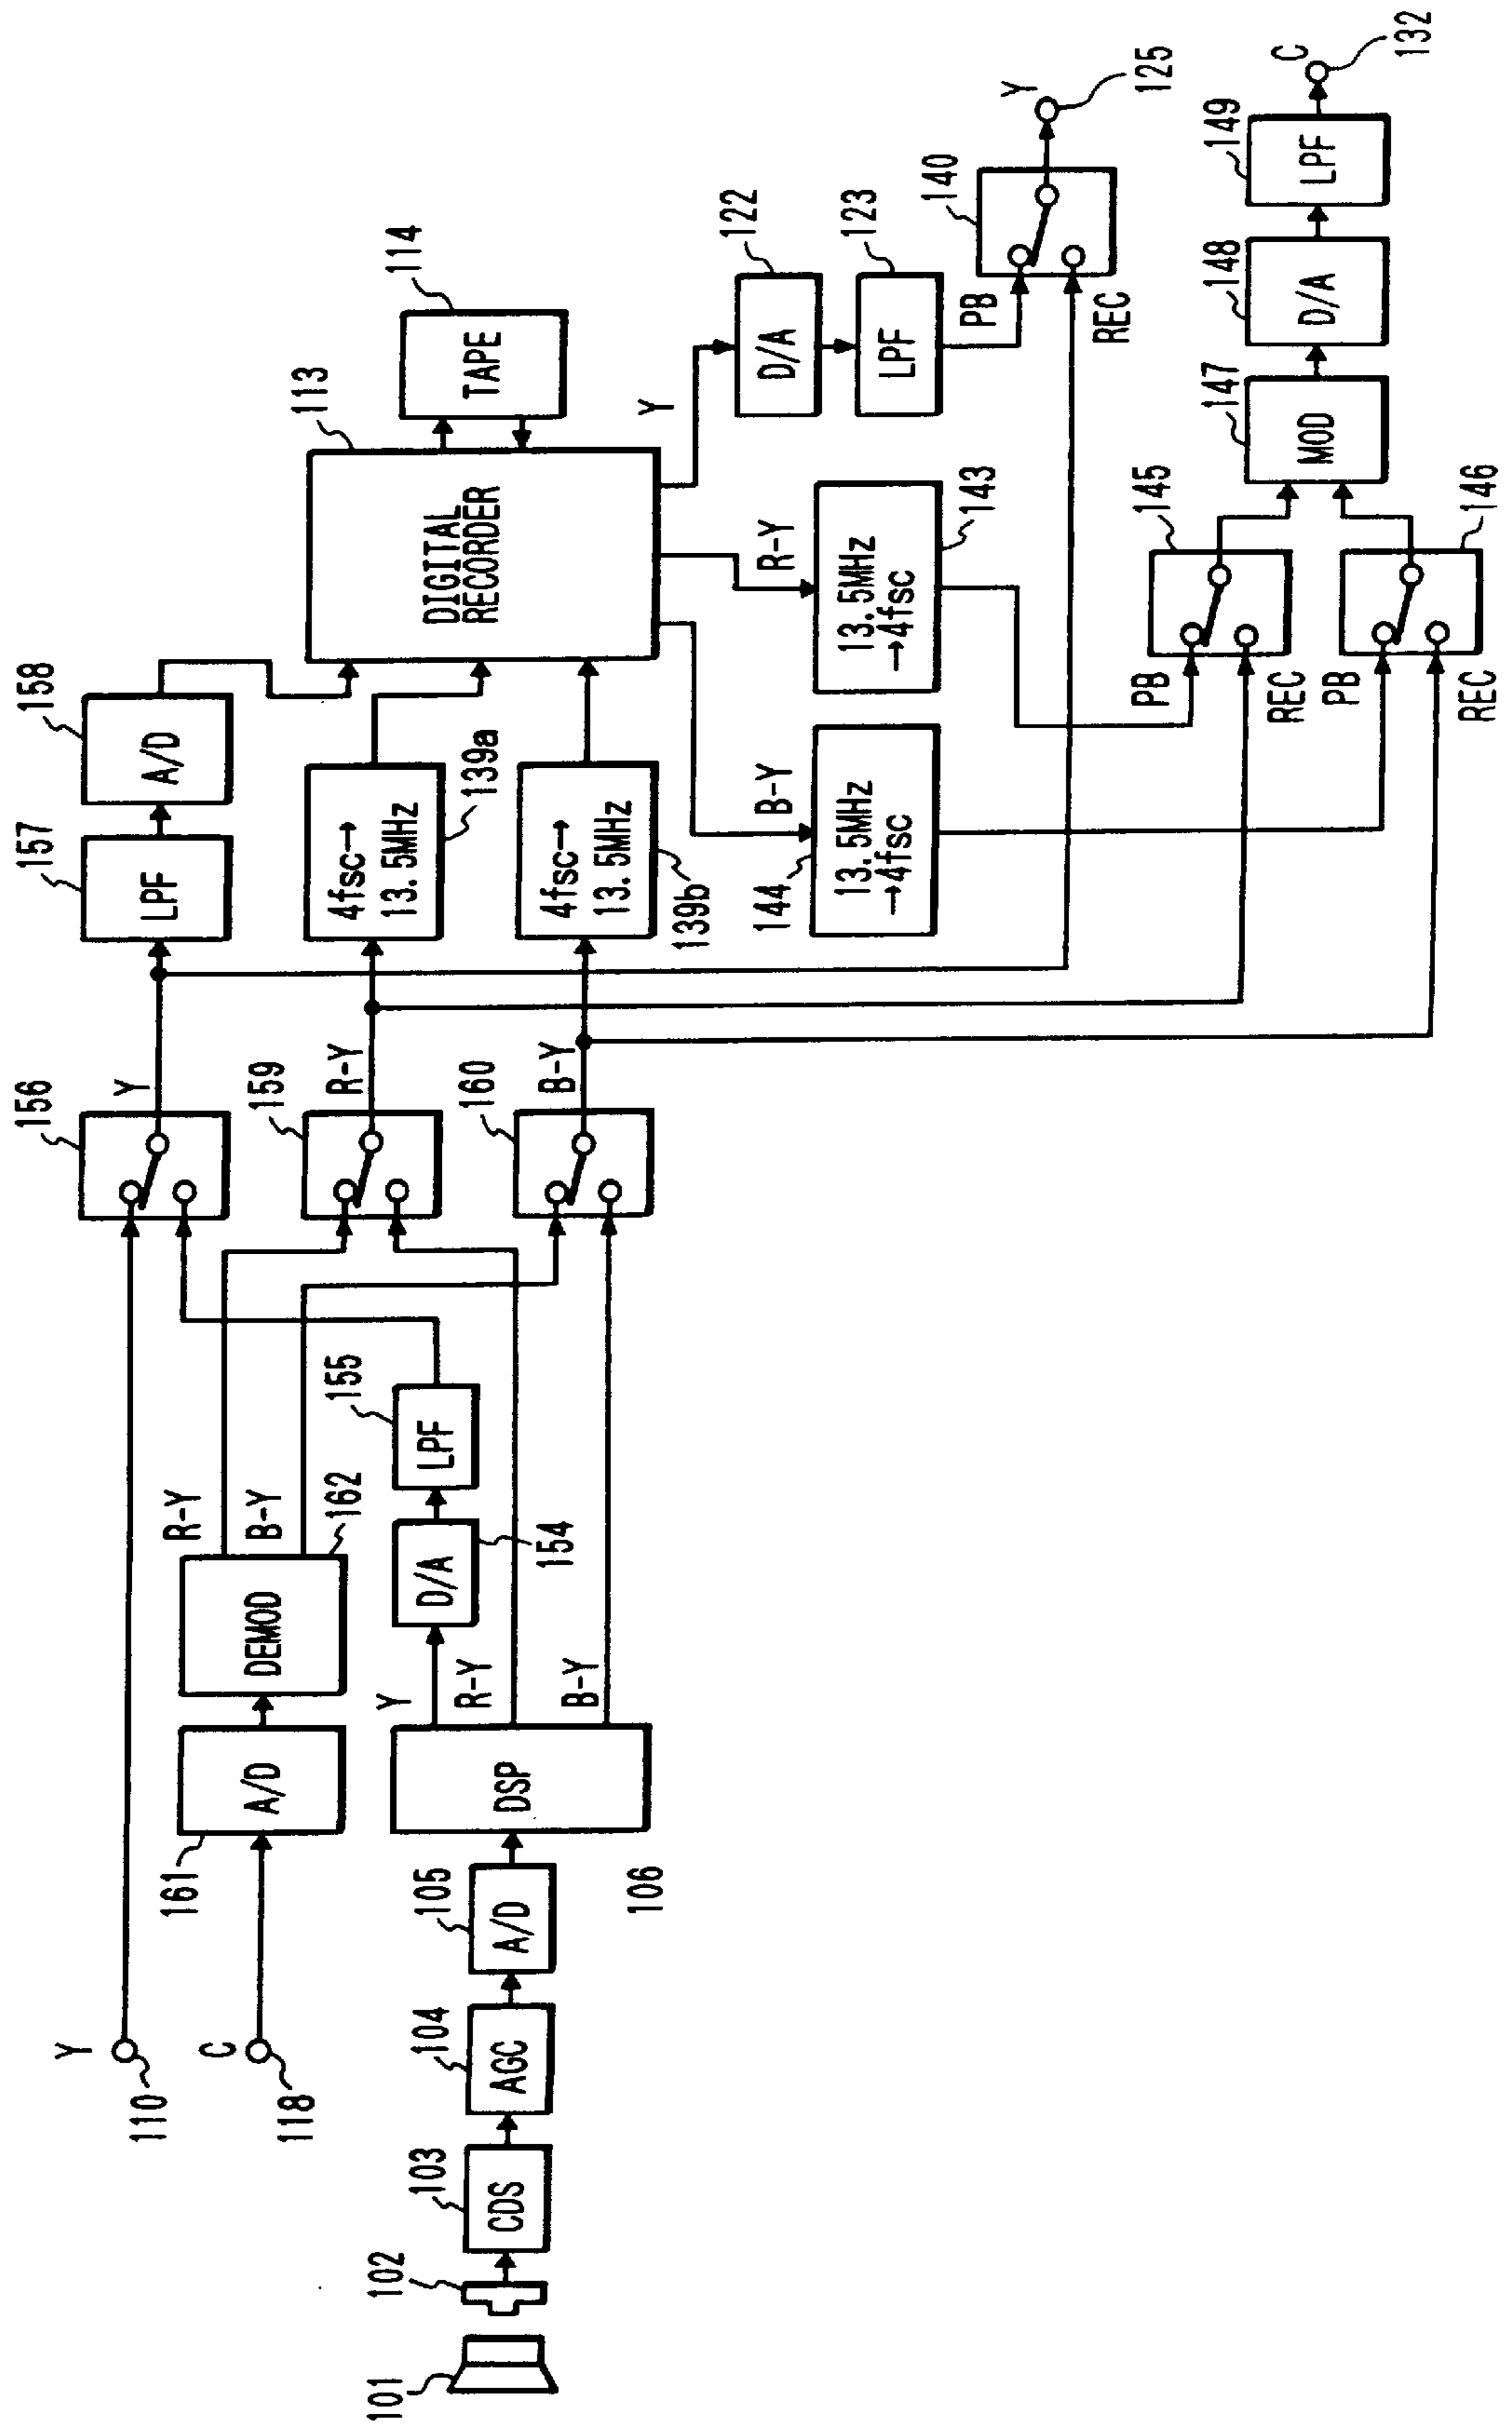 Y
110
C
118
101
102
103
CDS
104
AGC
105
A/D
106
DSP
161
A/D
DEMOD
162
R-Y
B-Y
Y
R-Y
B-Y
D/A
154
155
LPF
156
Y
159
R-Y
160
B-Y
157
LPF
158
A/D
4fsc→
13.5MHz
139a
4fsc→
13.5MHz
139b
113
DIGITAL
RECORDER
114
TAPE
Y
R-Y
B-Y
144
13.5MHz
→4fsc
13.5MHz
→4fsc
143
122
D/A
123
LPF
PB
REC
140
Y
125
PB
REC
145
PB
REC
146
147
MOD
148
D/A
149
LPF
C
132